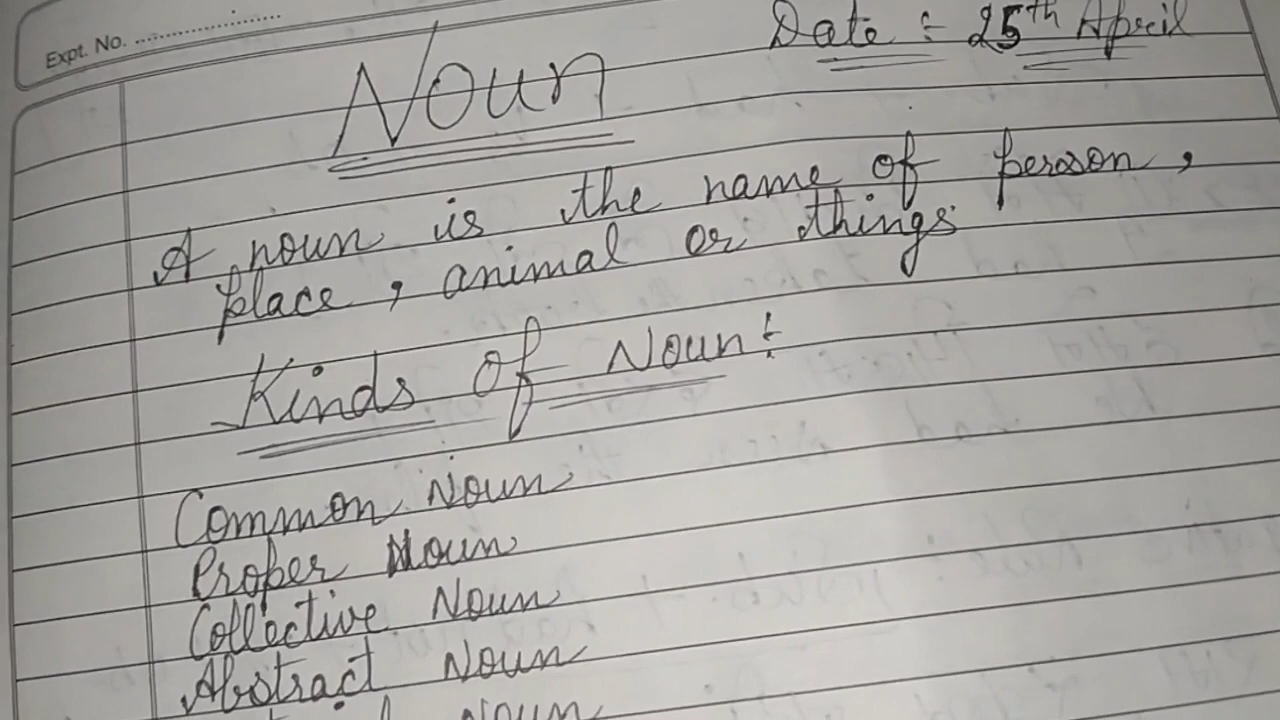 Expt. No. ........................
Date : 25th April
Noun
A noun is the name of person ,
place , animal or things
Kinds of Noun :
Common Noun
Proper Noun
Collective Noun
Abstract Noun
Noun